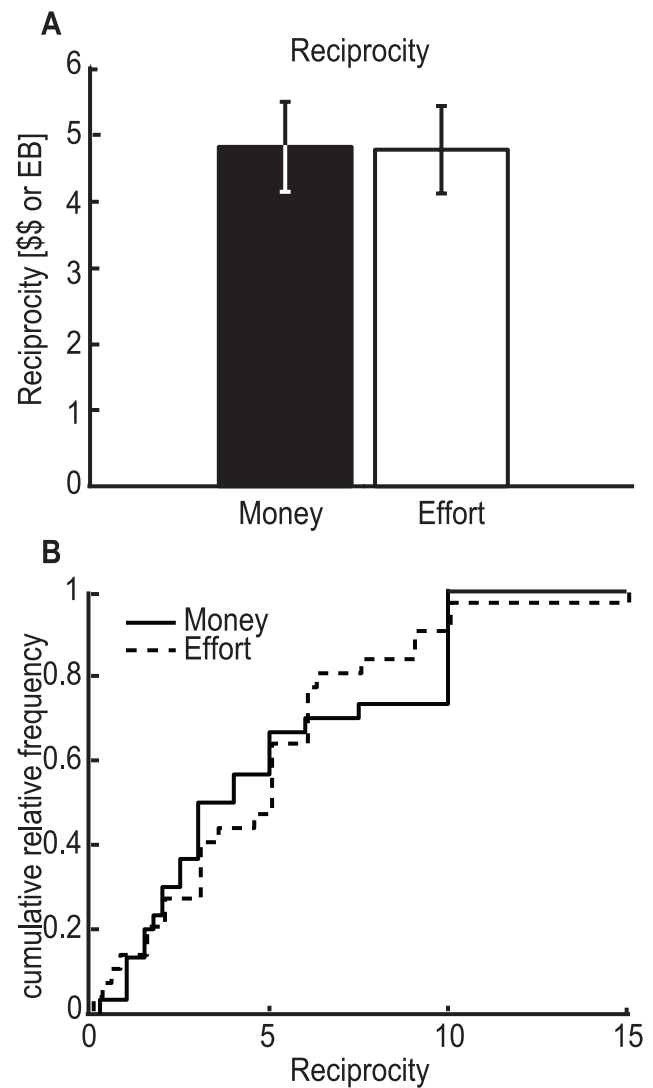 A
Reciprocity
6
5
4
3
2
1
0
Reciprocity [$$ or EB]
Money Effort
B
1
0.8
0.6
0.4
0.2
0
cumulative relative frequency
Money
Effort
0 5 10 15
Reciprocity